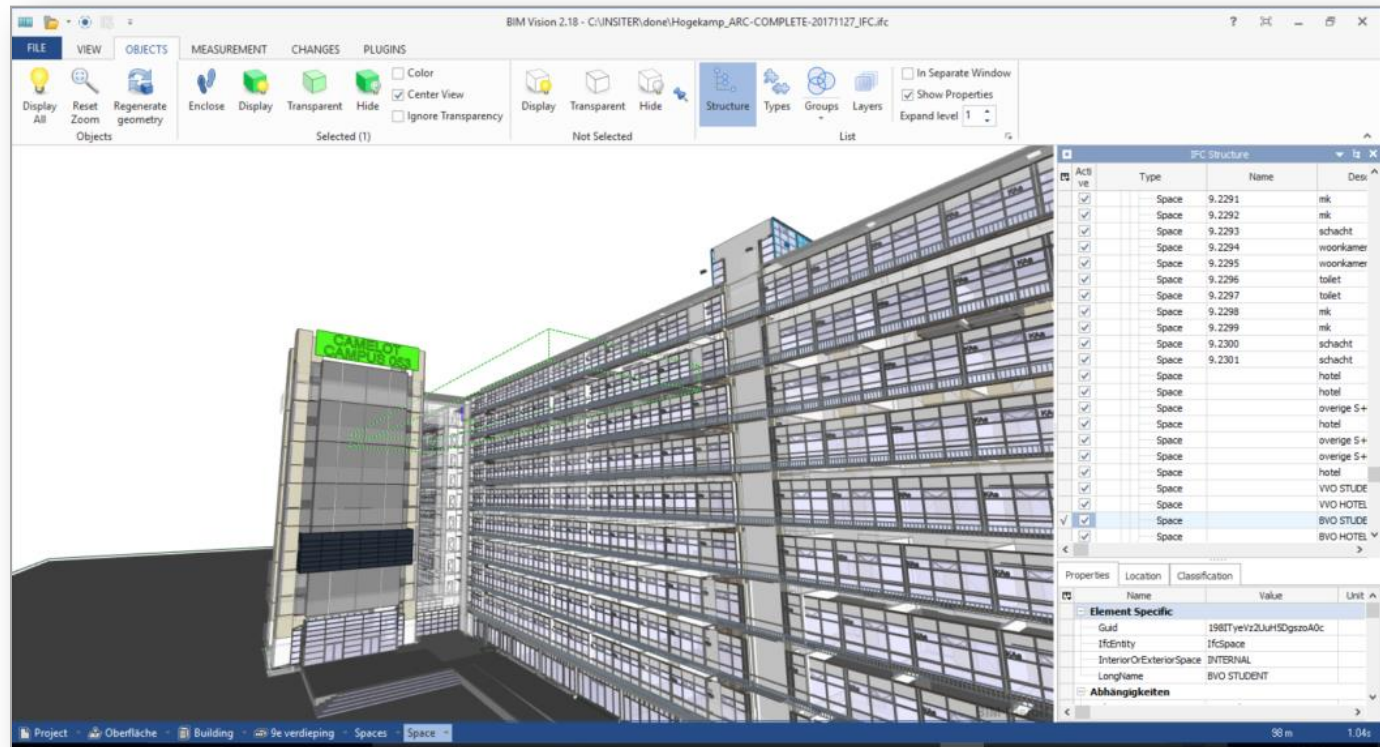 BIM Vision 2.18 - C:\INSITER\done\Hogekamp_ARC-COMPLETE-20171127_IFC.ifc
FILE VIEW OBJECTS MEASUREMENT CHANGES PLUGINS
Display All
Reset Zoom
Regenerate geometry
Objects
Enclose
Display
Transparent
Hide
Color
Center View
Ignore Transparency
Selected (1)
Display
Transparent
Hide
Not Selected
Structure
Types
Groups
Layers
In Separate Window
Show Properties
Expand level 1
List
CAMELOT
CAMPUS 053
IFC Structure
Acti ve Type Name Desc
Space 9.2291 mk
Space 9.2292 mk
Space 9.2293 schacht
Space 9.2294 woonkamer
Space 9.2295 woonkamer
Space 9.2296 toilet
Space 9.2297 toilet
Space 9.2298 mk
Space 9.2299 mk
Space 9.2300 schacht
Space 9.2301 schacht
Space hotel
Space hotel
Space overige S+
Space hotel
Space overige S+
Space overige S+
Space hotel
Space VVO STUDE
Space VVO HOTEL
Space BVO STUDE
Space BVO HOTEL
Properties Location Classification
Name Value Unit
Element Specific
Guid 198ITyeVz2UuH5DgszoA0c
IfcEntity IfcSpace
InteriorOrExteriorSpace INTERNAL
LongName BVO STUDENT
Abhängigkeiten
Project Oberfläche Building 9e verdieping Spaces Space 98 m 1.04s